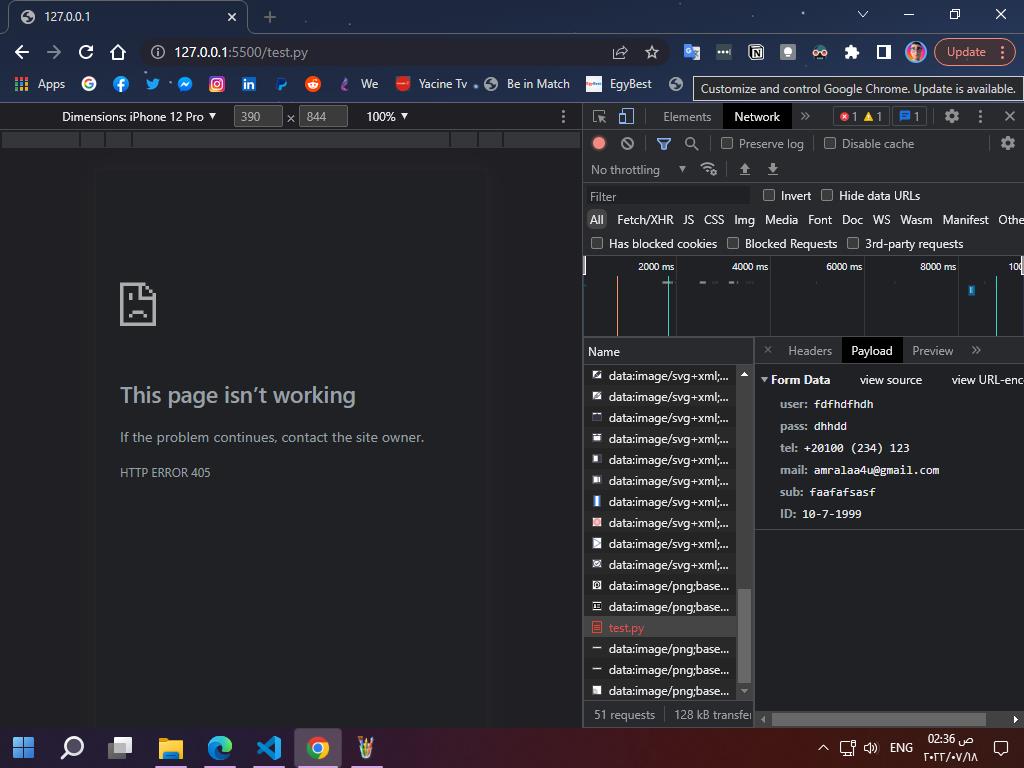 127.0.0.1
127.0.0.1:5500/test.py
Update
Apps
We
Yacine Tv
Be in Match
EgyBest
Customize and control Google Chrome. Update is available.
Dimensions: iPhone 12 Pro
390 × 844
100%
Elements
Network
1
1
1
Preserve log
Disable cache
No throttling
Filter
Invert
Hide data URLs
All
Fetch/XHR
JS
CSS
Img
Media
Font
Doc
WS
Wasm
Manifest
Othe
Has blocked cookies
Blocked Requests
3rd-party requests
2000 ms
4000 ms
6000 ms
8000 ms
100
This page isn’t working
If the problem continues, contact the site owner.
HTTP ERROR 405
Name
data:image/svg+xml;...
data:image/svg+xml;...
data:image/svg+xml;...
data:image/svg+xml;...
data:image/svg+xml;...
data:image/svg+xml;...
data:image/svg+xml;...
data:image/svg+xml;...
data:image/svg+xml;...
data:image/svg+xml;...
data:image/png;base...
data:image/png;base...
test.py
data:image/png;base...
data:image/png;base...
data:image/png;base...
51 requests
128 kB transfer
Headers
Payload
Preview
Form Data
view source
view URL-enc
user: fdfhdfhdh
pass: dhhdd
tel: +20100 (234) 123
mail: amralaa4u@gmail.com
sub: faafafsasf
ID: 10-7-1999
ENG
02:36 ص
٢٠٢٢/٠٧/١٨